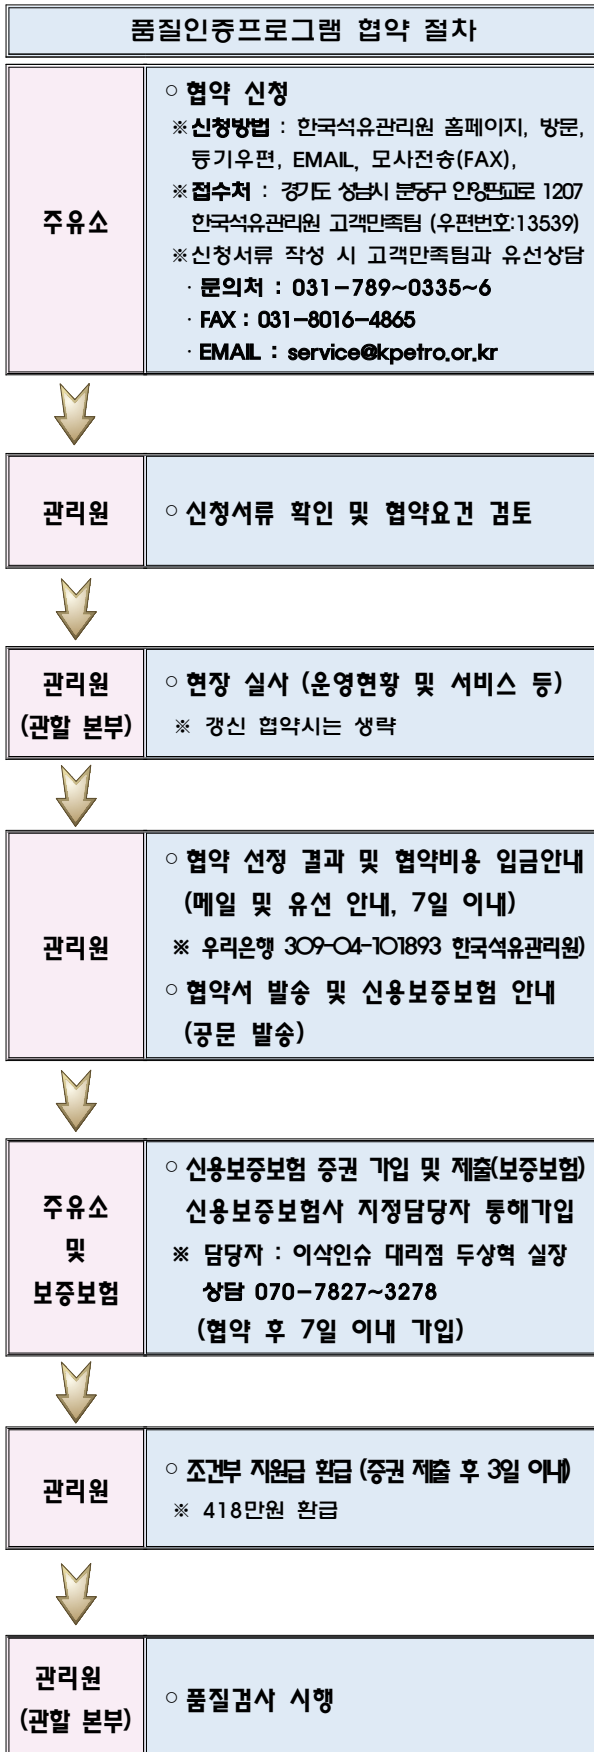 품질인증프로그램 협약 절차
주유소
○ 협약 신청
※신청방법 : 한국석유관리원 홈페이지, 방문,
등기우편, EMAIL, 모사전송(FAX),
※접수처 : 경기도 성남시 분당구 안양판교로 1207
한국석유관리원 고객만족팀 (우편번호:13539)
※신청서류 작성 시 고객만족팀과 유선상담
· 문의처 : 031-789~0335~6
· FAX : 031-8016-4865
· EMAIL : service@kpetro.or.kr
관리원
○ 신청서류 확인 및 협약요건 검토
관리원
(관할 본부)
○ 현장 실사 (운영현황 및 서비스 등)
※ 갱신 협약시는 생략
관리원
○ 협약 선정 결과 및 협약비용 입금안내
(메일 및 유선 안내, 7일 이내)
※ 우리은행 309-04-101893 한국석유관리원)
○ 협약서 발송 및 신용보증보험 안내
(공문 발송)
주유소
및
보증보험
○ 신용보증보험 증권 가입 및 제출(보증보험)
신용보증보험사 지정담당자 통해가입
※ 담당자 : 이삭인슈 대리점 두상혁 실장
상담 070-7827~3278
(협약 후 7일 이내 가입)
관리원
○ 조건부 지원금 환급 (증권 제출 후 3일 이내)
※ 418만원 환급
관리원
(관할 본부)
○ 품질검사 시행